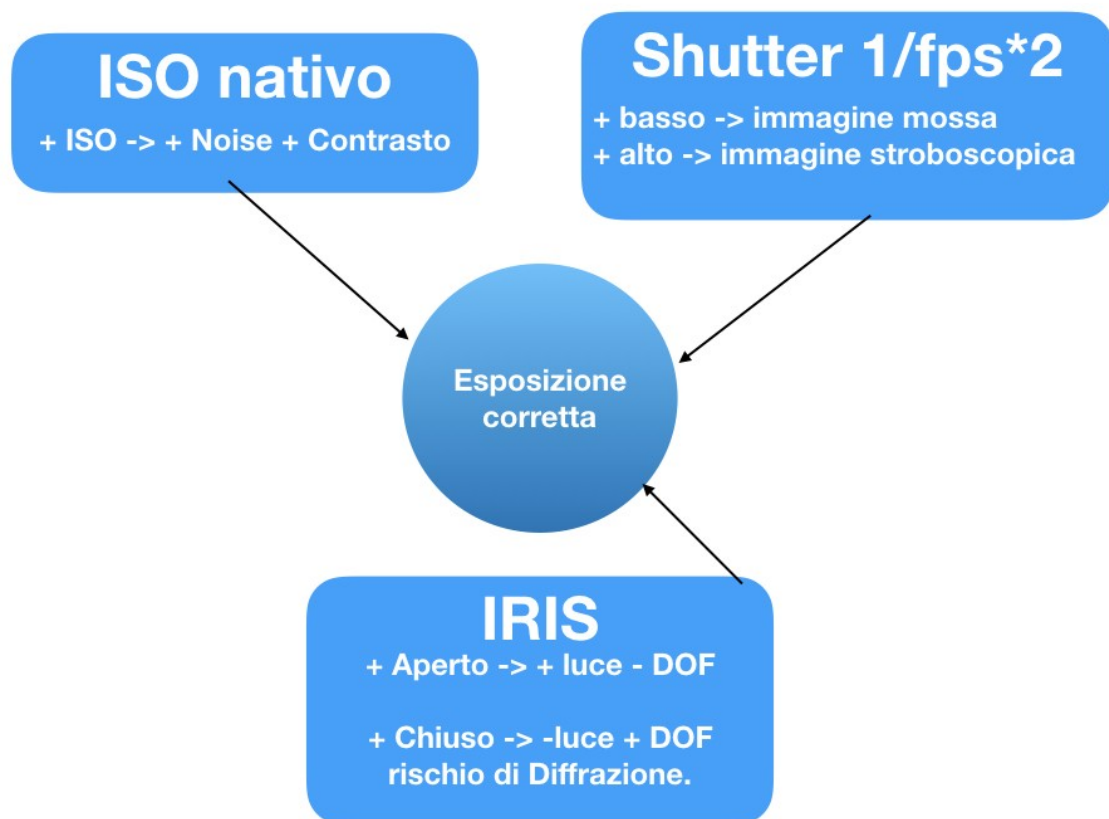 ISO nativo
+ ISO -> + Noise + Contrasto
Shutter 1/fps*2
+ basso -> immagine mossa
+ alto -> immagine stroboscopica
Esposizione
corretta
IRIS
+ Aperto -> + luce - DOF
+ Chiuso -> -luce + DOF
rischio di Diffrazione.